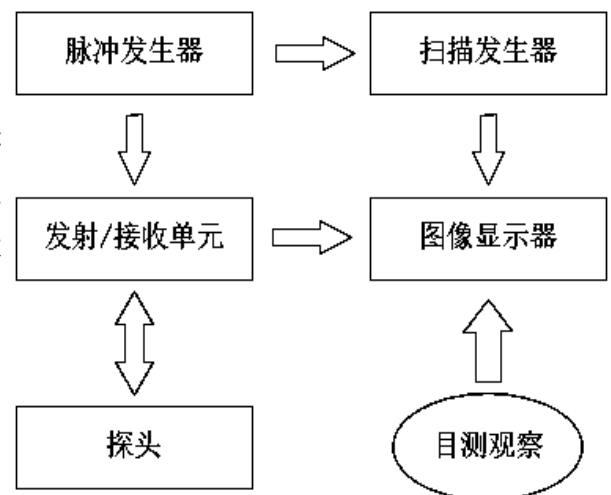 脉冲发生器
扫描发生器
发射/接收单元
图像显示器
探头
目测观察